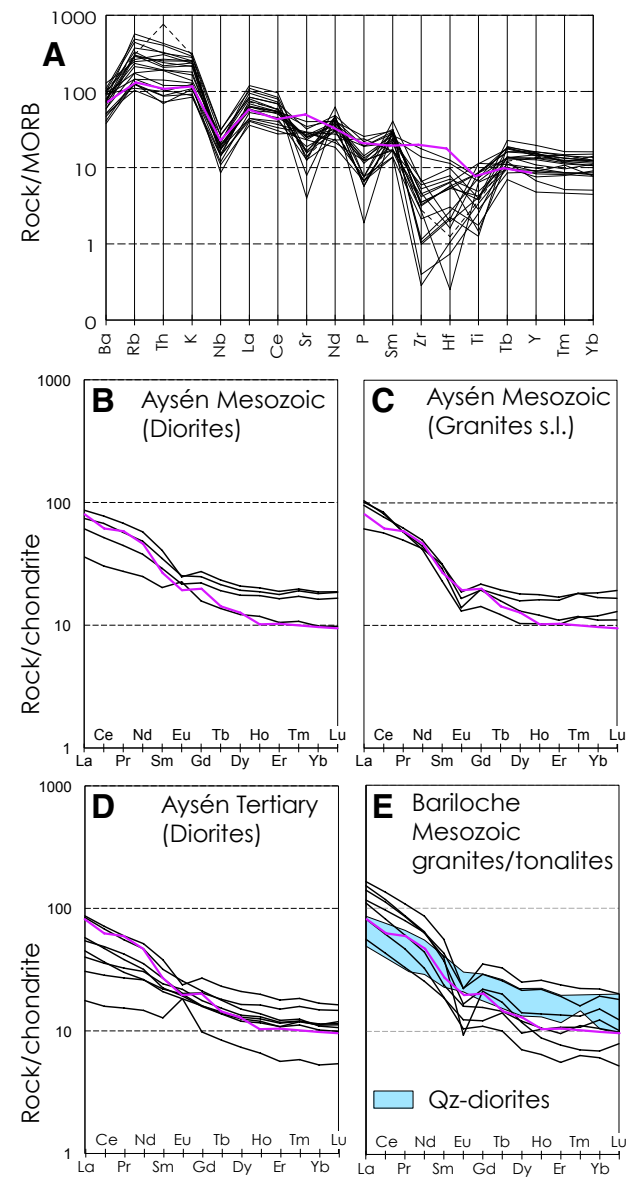 1000
A
100
Rock/MORB
10
1
0
Ba Rb Th K Nb La Ce Sr Nd P Sm Zr Hf Ti Tb Y Tm Yb
1000
B Aysén Mesozoic
(Diorites)
C Aysén Mesozoic
(Granites s.l.)
100
Rock/chondrite
10
Ce Nd Sm Eu Tb Ho Tm Lu
Ce Nd Eu Tb Ho Tm Lu
1
La Pr Sm Gd Dy Er Yb
La Pr Sm Gd Dy Er Yb
1000
D Aysén Tertiary
(Diorites)
E Bariloche
Mesozoic
granites/tonalites
100
Rock/chondrite
10
Qz-diorites
Ce Nd Eu Tb Ho Tm Lu
Ce Nd Eu Tb Ho Tm Lu
1
La Pr Sm Gd Dy Er Yb
La Pr Sm Gd Dy Er Yb